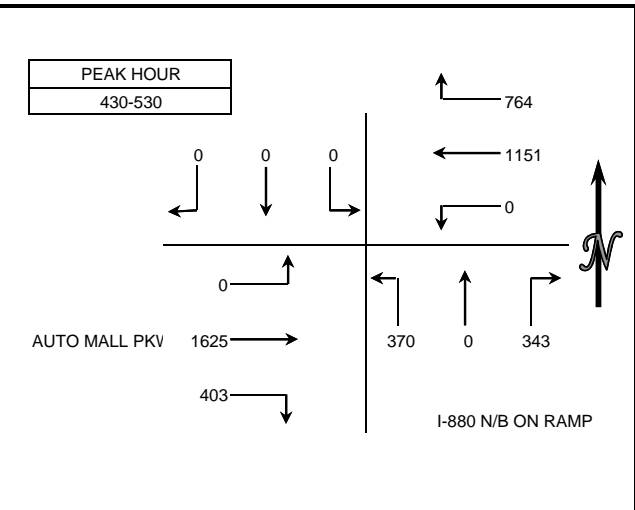 PEAK HOUR
430-530
764
1151
0
0 0 0
0
AUTO MALL PKV 1625
403
370 0 343
I-880 N/B ON RAMP
N